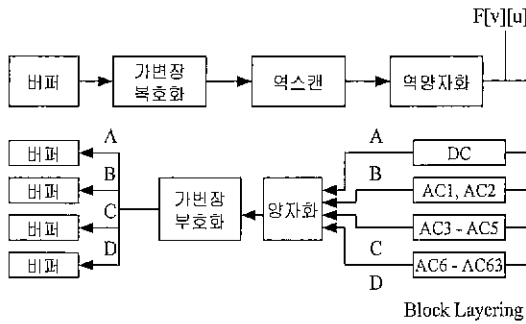 F[v][u]
버퍼
가변장
복호화
역스캔
역양자화
버퍼
버퍼
버퍼
버퍼
A
B
C
D
가변장
부호화
양자화
A
B
C
D
DC
AC1, AC2
AC3 - AC5
AC6 - AC63
Block Layering